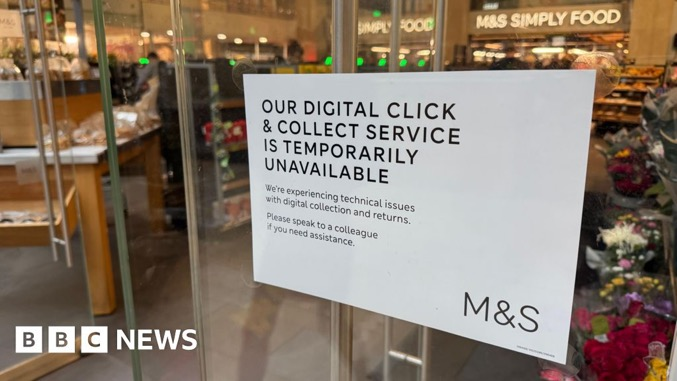 SIMPLY FOOD
M&S SIMPLY FOOD
OUR DIGITAL CLICK
& COLLECT SERVICE
IS TEMPORARILY
UNAVAILABLE
We're experiencing technical issues
with digital collection and returns.
Please speak to a colleague
if you need assistance.
M&S
BBC NEWS